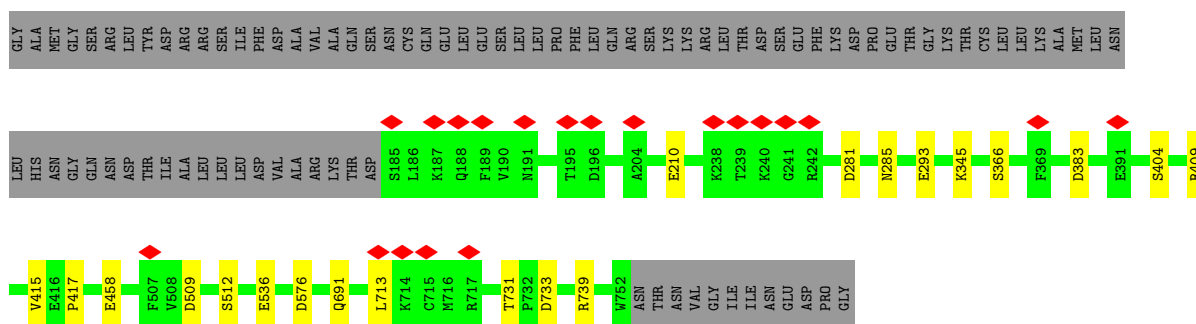 GLY ALA MET GLY SER ARG LEU TYR ASP ARG ARG SER ILE PHE ASP ALA VAL ALA GLN SER ASN CYS GLN GLU LEU GLU SER LEU LEU PRO PHE LEU GLN ARG SER LYS LYS ARG LEU THR ASP SER GLU PHE LYS ASP PRO GLU THR GLY LYS THR CYS LEU LEU LYS ALA MET LEU ASN
LEU HIS ASN GLY GLN ASN ASP THR ILE ALA LEU LEU LEU ASP VAL ALA ARG LYS THR ASP S185 L186 K187 Q188 F189 V190 N191 T195 D196 A204 E210 K238 T239 K240 G241 R242 D281 N285 E293 K345 S366 F369 D383 E391 S404
V415 E416 P417 E458 F507 V508 D509 S512 E536 D576 Q691 L713 K714 C715 M716 R717 T731 P732 D733 R739 W752 ASN THR ASN VAL GLY ILE ILE ASN GLU ASP PRO GLY